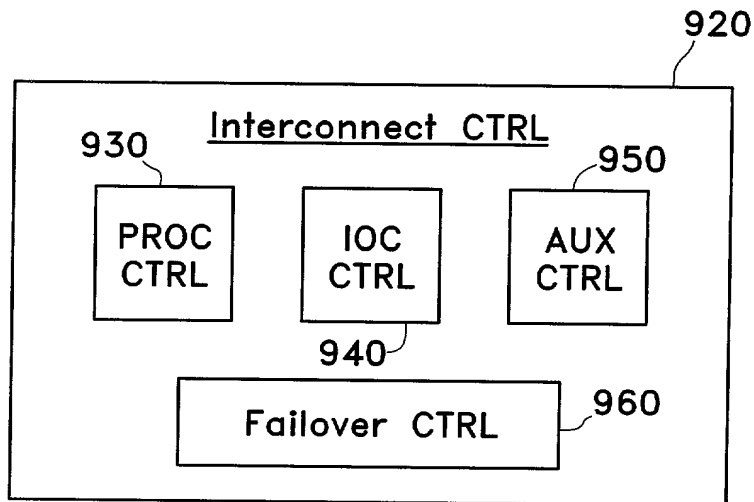 920
Interconnect CTRL
930
950
PROC
CTRL
IOC
CTRL
AUX
CTRL
940
Failover CTRL
960